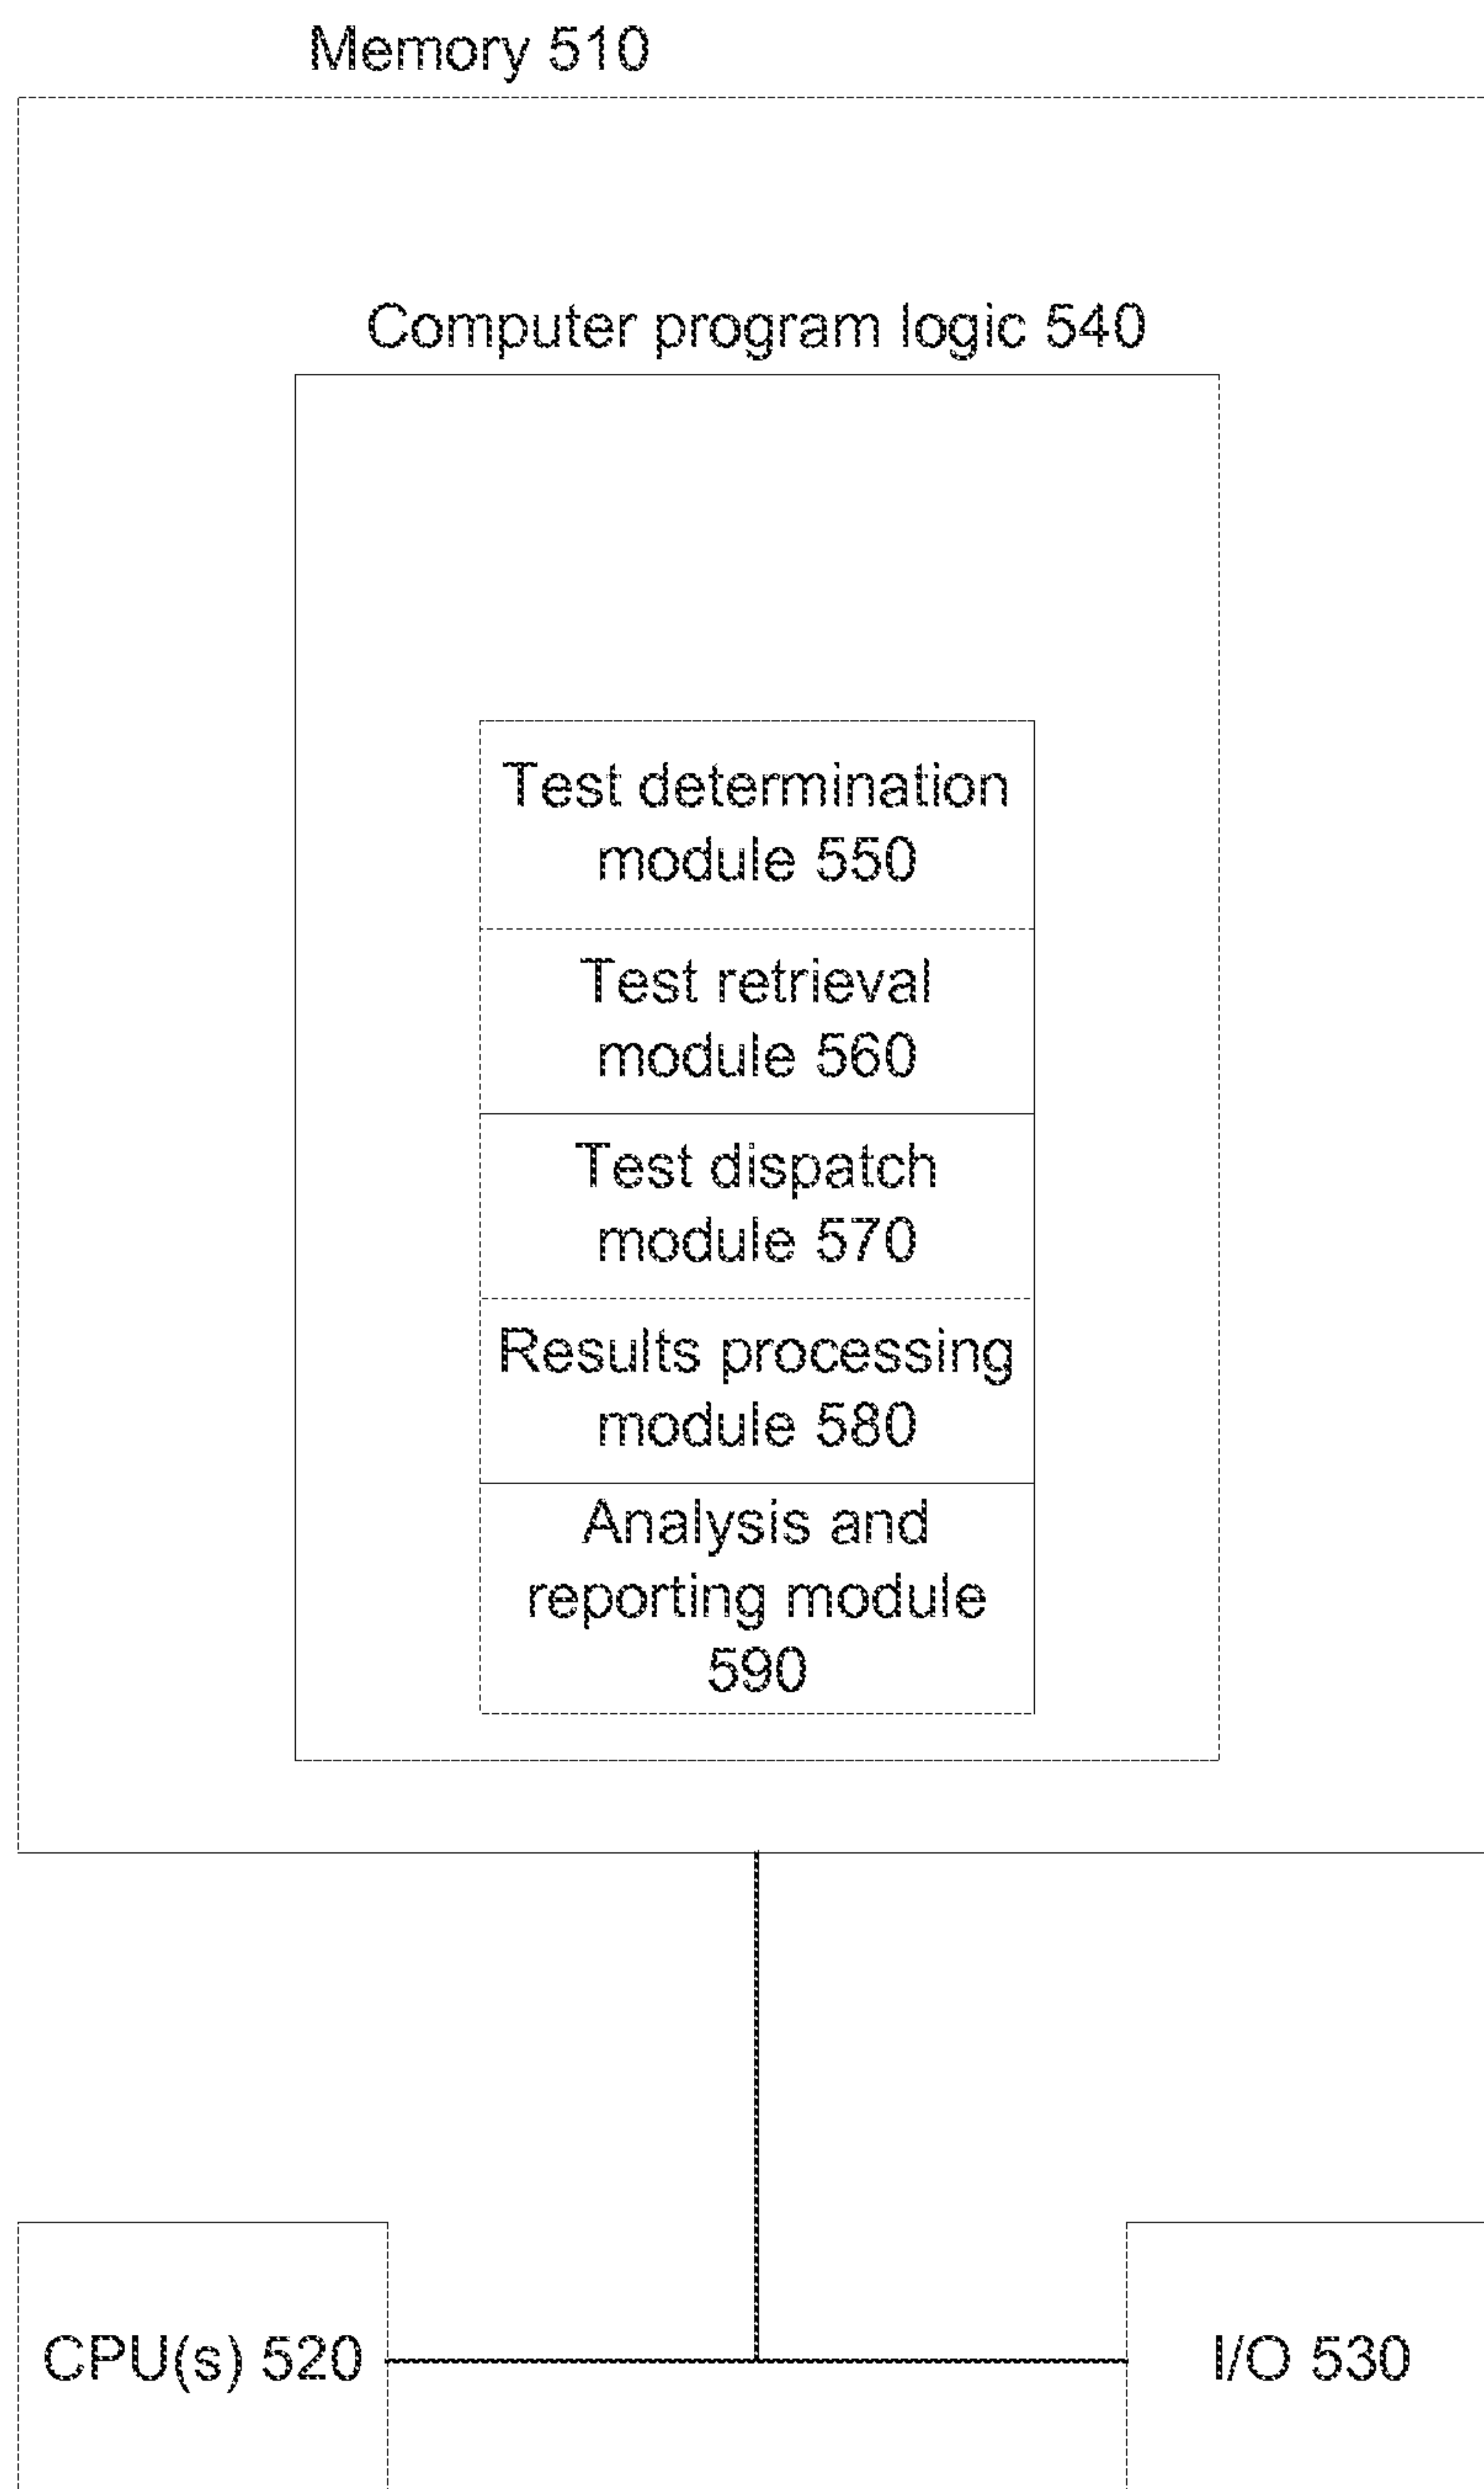 Memory 510
Computer program logic 540
Test determination
module 550
Test retrieval
module 560
Test dispatch
module 570
Results processing
module 580
Analysis and
reporting module
590
CPU(s) 520
I/O 530